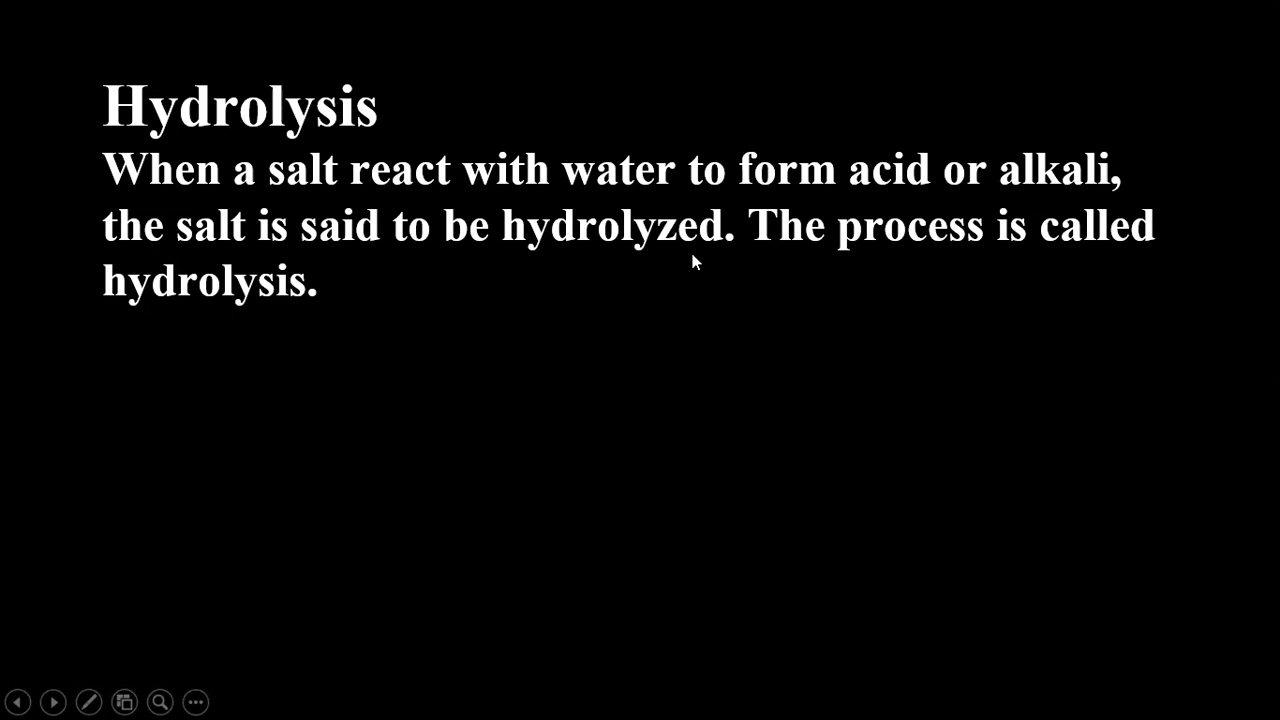 Hydrolysis
When a salt react with water to form acid or alkali,
the salt is said to be hydrolyzed. The process is called
hydrolysis.